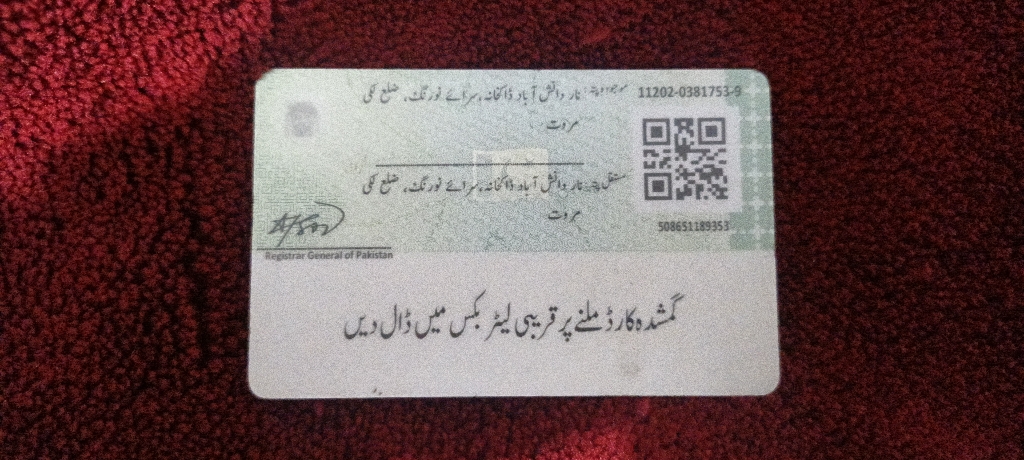 11202-0381753-9
موجودہ پتہ: نار دانش آباد ڈاکخانہ، سرائے نورنگ، ضلع لکی
مروت
مستقل پتہ: نار دانش آباد ڈاکخانہ، سرائے نورنگ، ضلع لکی
مروت
508651189353
Registrar General of Pakistan
گمشدہ کارڈ ملنے پر قریبی لیٹر بکس میں ڈال دیں